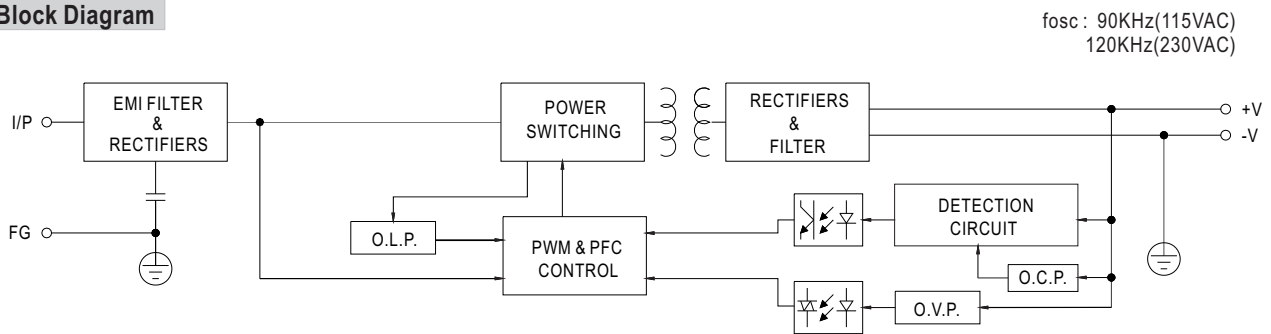 Block Diagram
fosc : 90KHz(115VAC)
120KHz(230VAC)
I/P
EMI FILTER
&
RECTIFIERS
POWER
SWITCHING
RECTIFIERS
&
FILTER
+V
-V
FG
O.L.P.
PWM & PFC
CONTROL
DETECTION
CIRCUIT
O.C.P.
O.V.P.